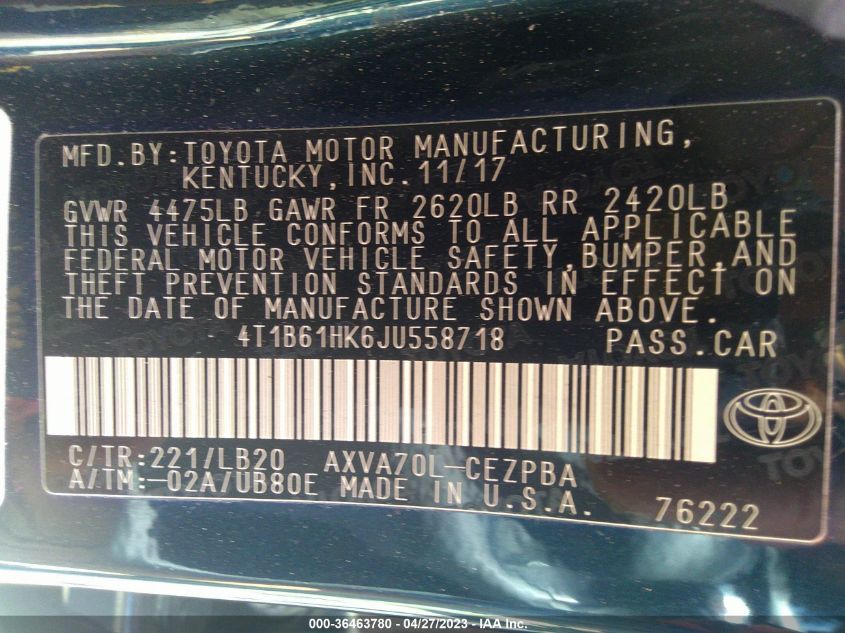 MFD.BY:TOYOTA MOTOR MANUFACTURING,
KENTUCKY,INC.11/17
GVWR 4475LB GAWR FR 2620LB RR 2420LB
THIS VEHICLE CONFORMS TO ALL APPLICABLE
FEDERAL MOTOR VEHICLE SAFETY,BUMPER,AND
THEFT PREVENTION STANDARDS IN EFFECT ON
THE DATE OF MANUFACTURE SHOWN ABOVE.
4T1B61HK6JU558718 PASS.CAR
C/TR:221/LB20 AXVA70L-CEZPBA
A/TM:-02A/UB80E MADE IN U.S.A. 76222
000-36463780 - 04/27/2023 - IAA Inc.